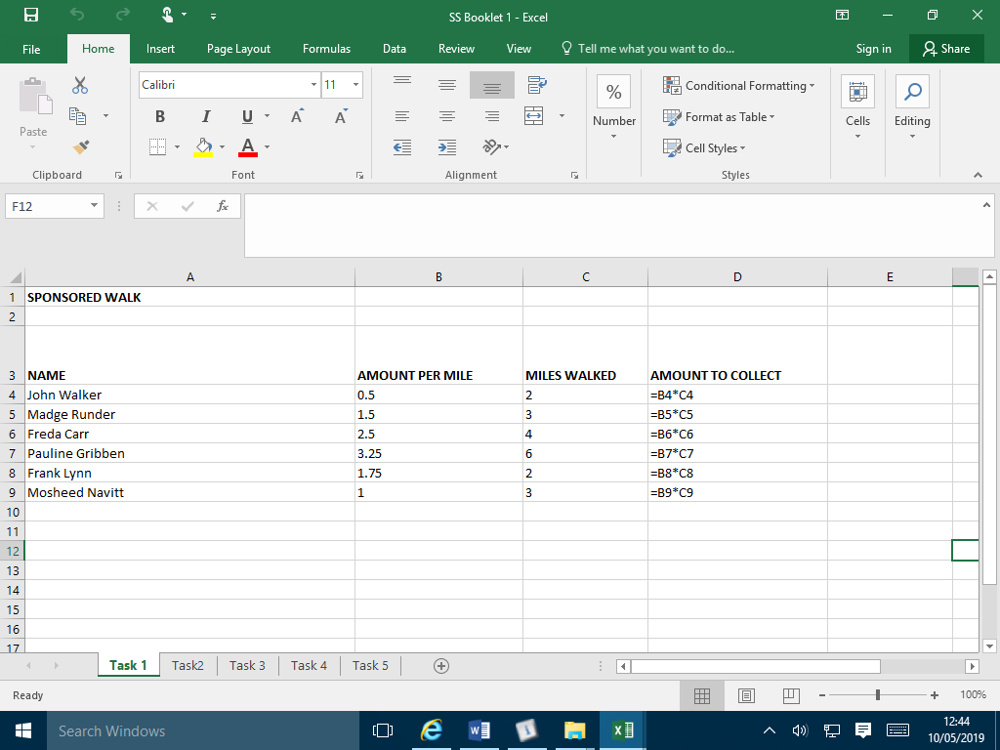 SS Booklet 1 - Excel
File Home Insert Page Layout Formulas Data Review View Tell me what you want to do... Sign in Share
Calibri 11
Paste
B I U A A A
% Number
Conditional Formatting
Format as Table
Cell Styles
Cells Editing
Clipboard Font Alignment Styles
F12 fx
A B C D E
1 SPONSORED WALK
2
3 NAME AMOUNT PER MILE MILES WALKED AMOUNT TO COLLECT
4 John Walker 0.5 2 =B4*C4
5 Madge Runder 1.5 3 =B5*C5
6 Freda Carr 2.5 4 =B6*C6
7 Pauline Gribben 3.25 6 =B7*C7
8 Frank Lynn 1.75 2 =B8*C8
9 Mosheed Navitt 1 3 =B9*C9
10
11
12
13
14
15
16
17
Task 1 Task2 Task 3 Task 4 Task 5
Ready 100%
Search Windows 12:44
10/05/2019